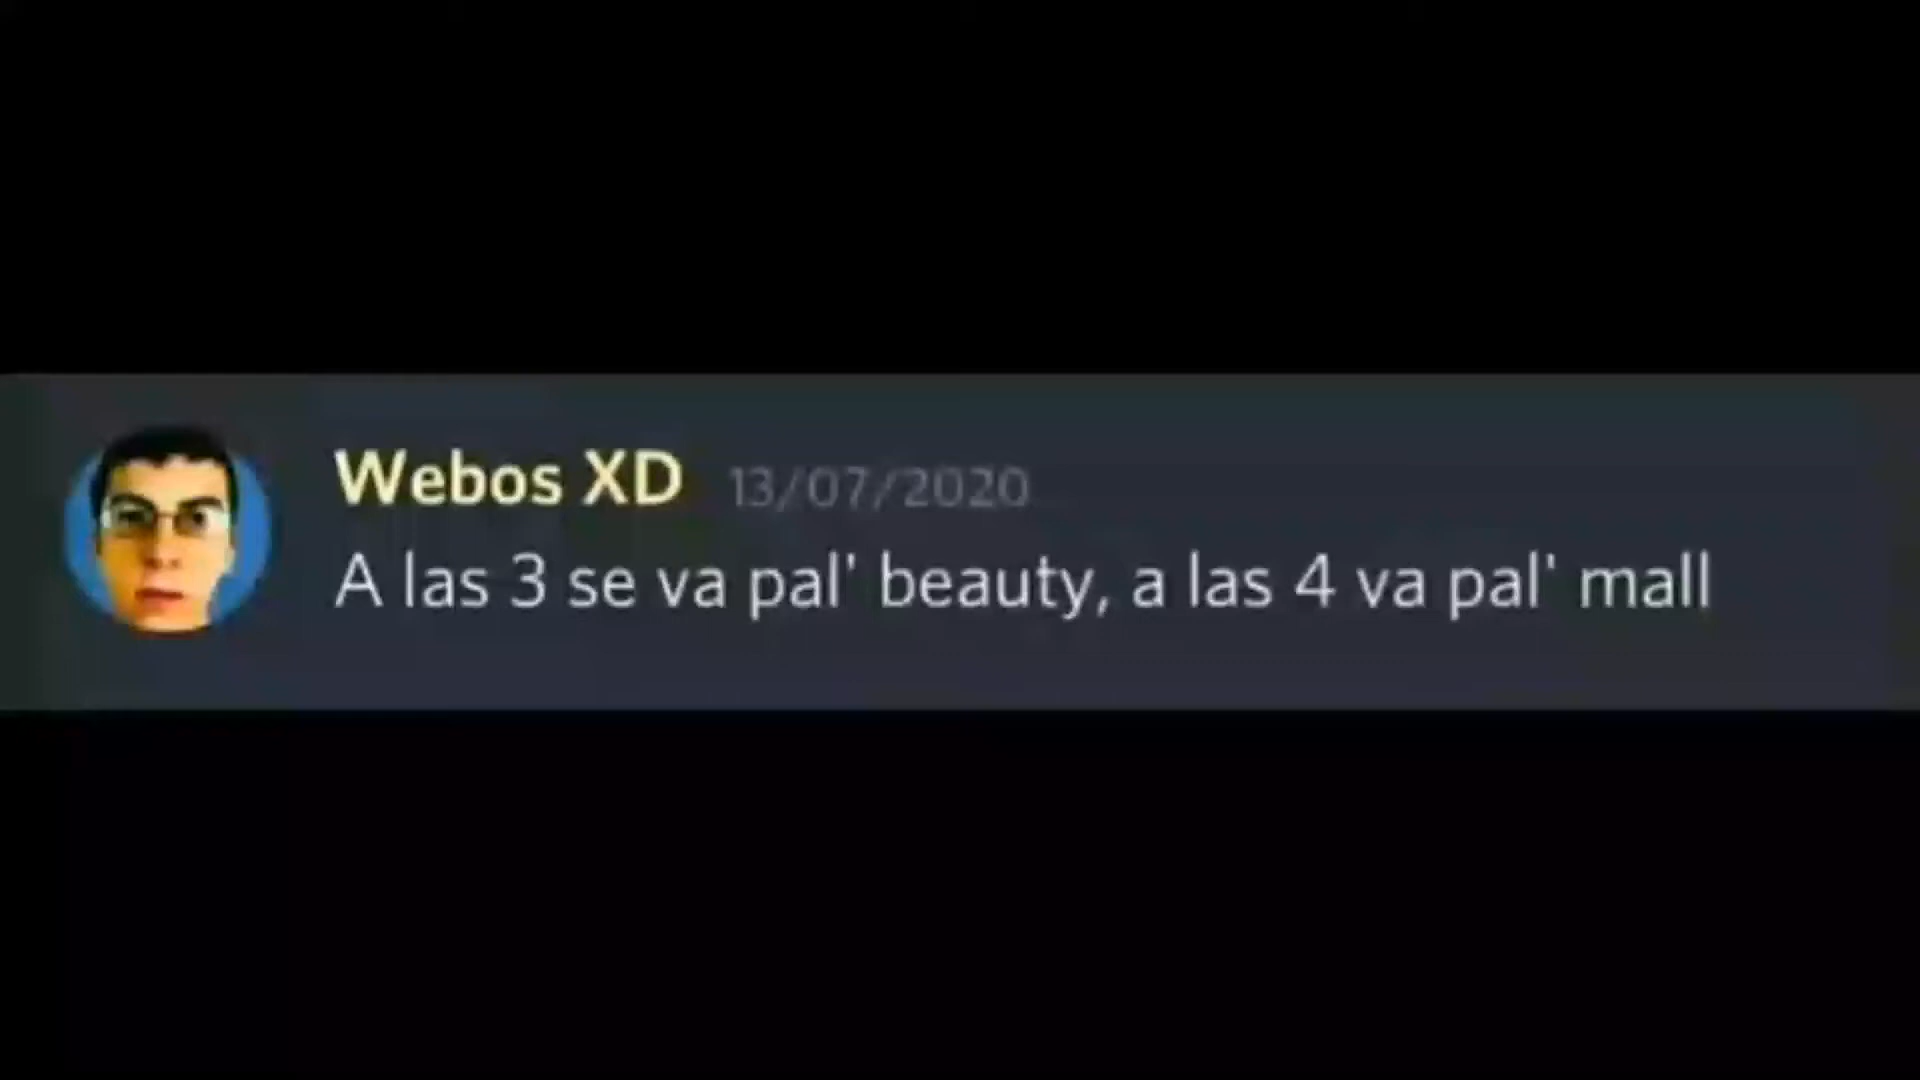 Webos XD 13/07/2020
A las 3 se va pal' beauty, a las 4 va pal' mall